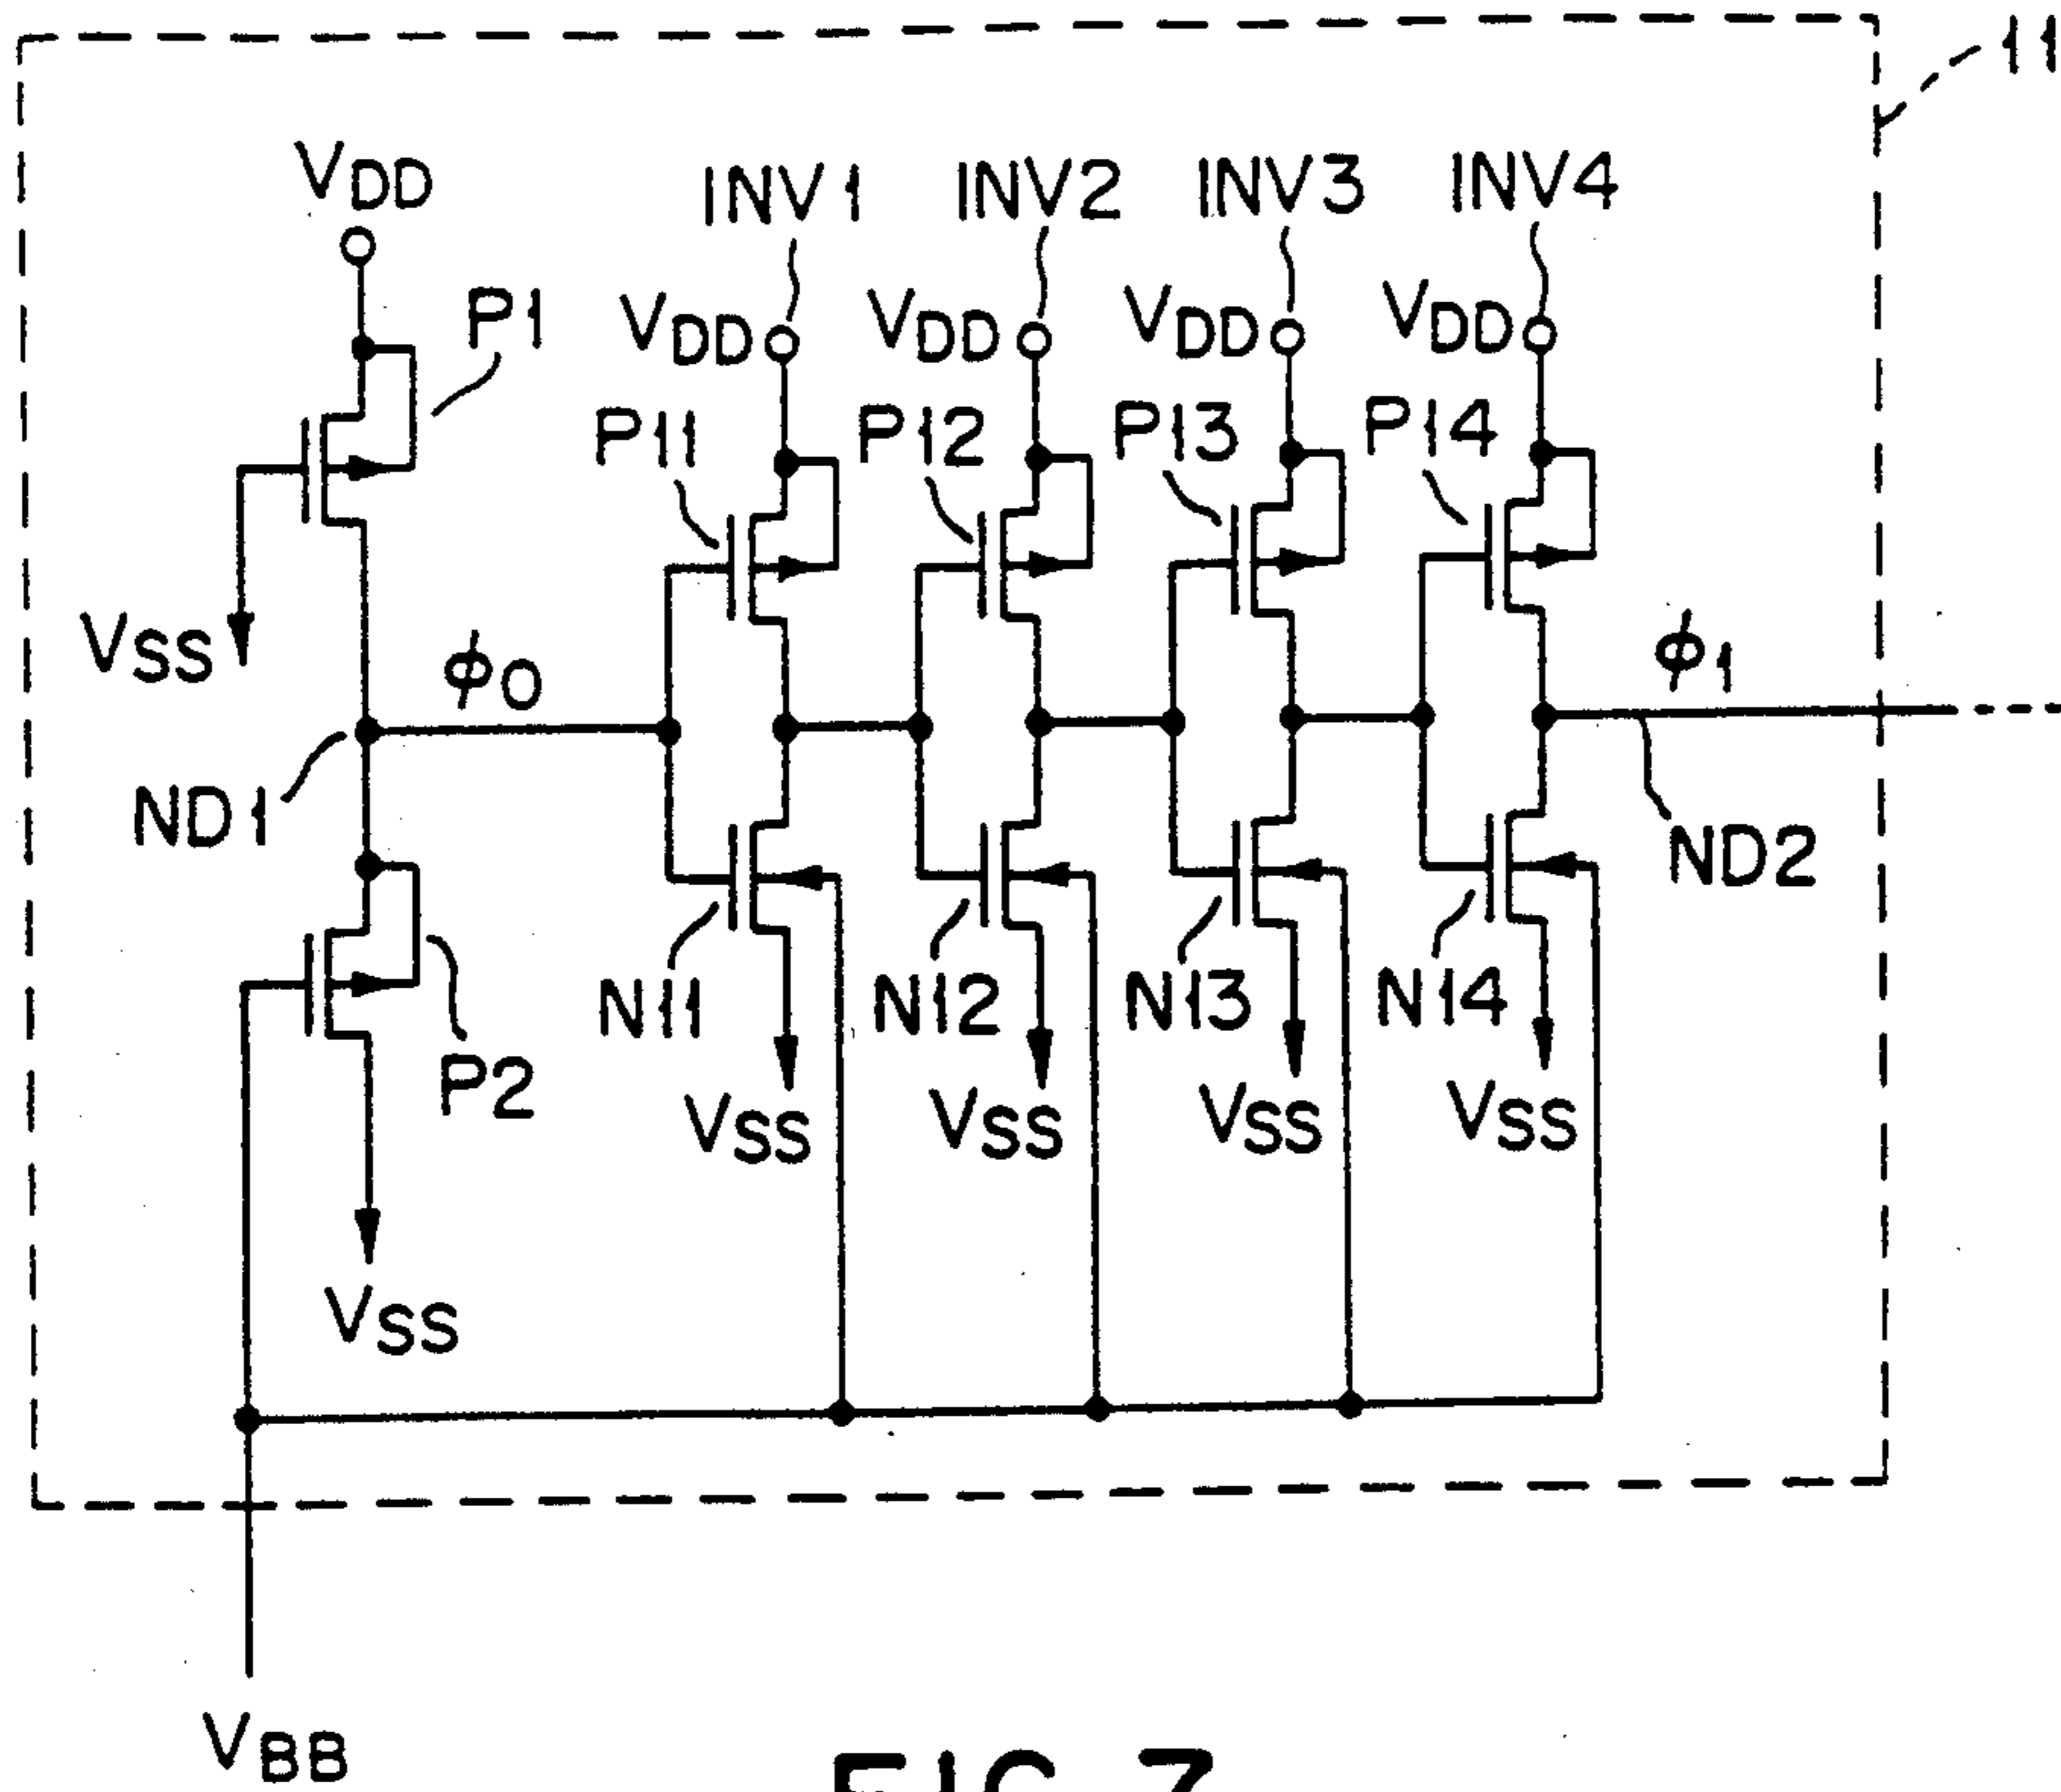 11
VDD
INV1
INV2
INV3
INV4
P1
VDD
VDD
VDD
VDD
P11
P12
P13
P14
VSS
ϕ0
ϕ1
ND1
ND2
N11
N12
N13
N14
P2
VSS
VSS
VSS
VSS
VSS
VBB